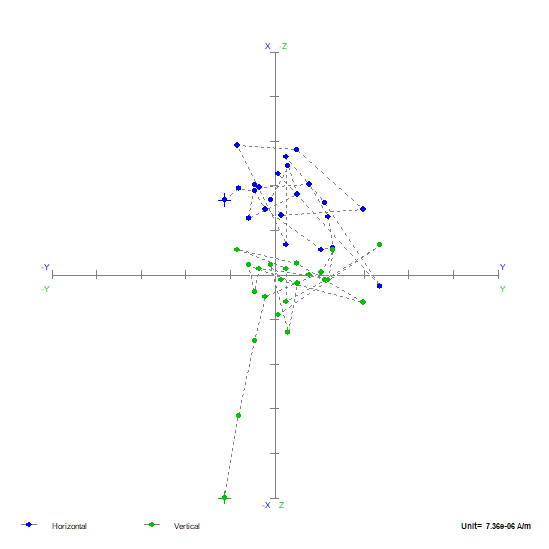 X -Z
-Y Y
-Y Y
-X Z
Horizontal Vertical Unit= 7.36e-06 A/m